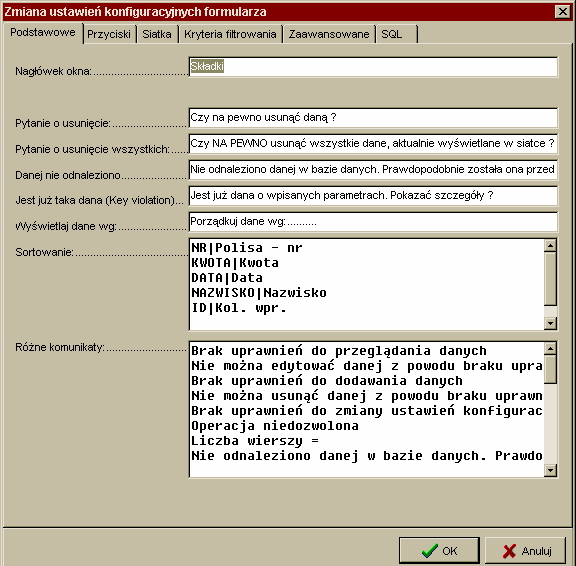 Zmiana ustawień konfiguracyjnych formularza
Podstawowe Przyciski Siatka Kryteria filtrowania Zaawansowane SQL
Nagłówek okna:............................... Składki
Pytanie o usunięcie:......................... Czy na pewno usunąć daną ?
Pytanie o usunięcie wszystkich: Czy NA PEWNO usunąć wszystkie dane, aktualnie wyświetlane w siatce ?
Danej nie odnaleziono...................... Nie odnaleziono danej w bazie danych. Prawdopodobnie została ona przed
Jest już taka dana (Key violation)... Jest już dana o wpisanych parametrach. Pokazać szczegóły ?
Wyświetlaj dane wg:........................ Porządkuj dane wg:..........
Sortowanie:..................................... NR|Polisa - nr
KWOTA|Kwota
DATA|Data
NAZWISKO|Nazwisko
ID|Kol. wpr.
Różne komunikaty:........................... Brak uprawnień do przeglądania danych
Nie można edytować danej z powodu braku upra
Brak uprawnień do dodawania danych
Nie można usunąć danej z powodu braku uprawn
Brak uprawnień do zmiany ustawień konfigurac
Operacja niedozwolona
Liczba wierszy =
Nie odnaleziono danej w bazie danych. Prawdo
OK Anuluj